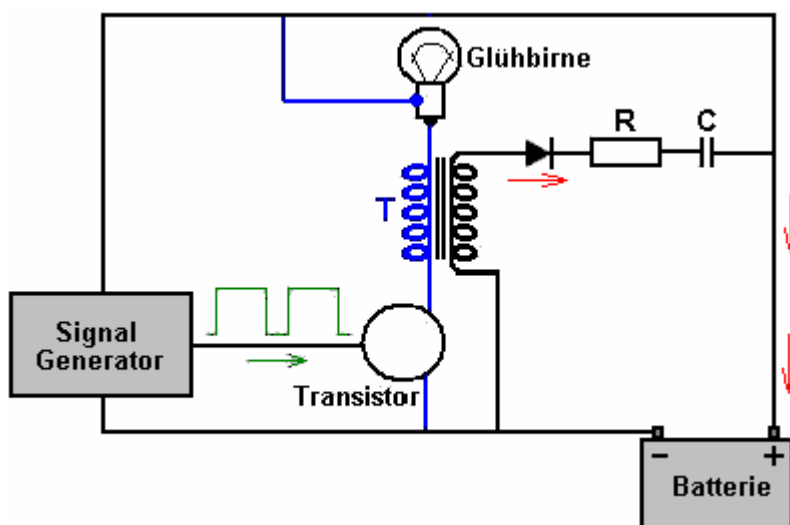 Glühbirne
R
C
T
Signal
Generator
Transistor
− +
Batterie